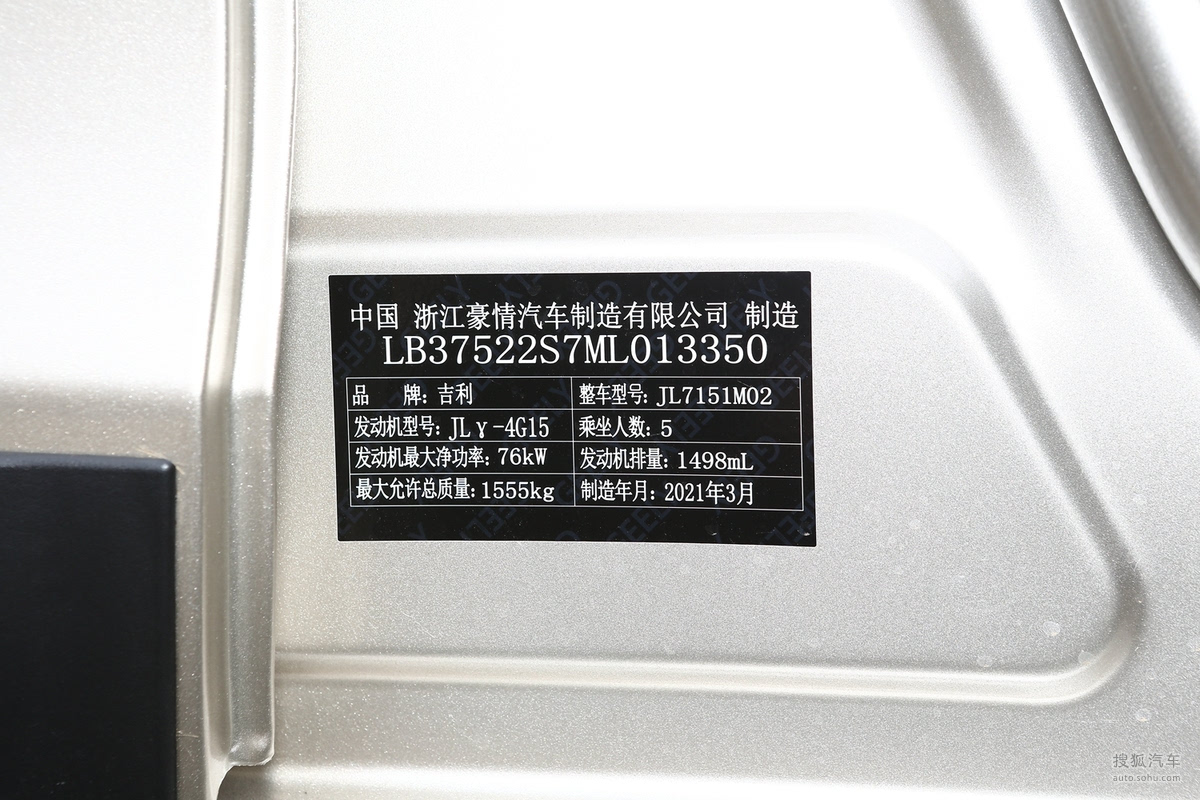 中国 浙江豪情汽车制造有限公司 制造
LB37522S7ML013350
品 牌：吉利 整车型号：JL7151M02
发动机型号：JLγ-4G15 乘坐人数：5
发动机最大净功率：76kW 发动机排量：1498mL
最大允许总质量：1555kg 制造年月：2021年3月
搜狐汽车
auto.sohu.com